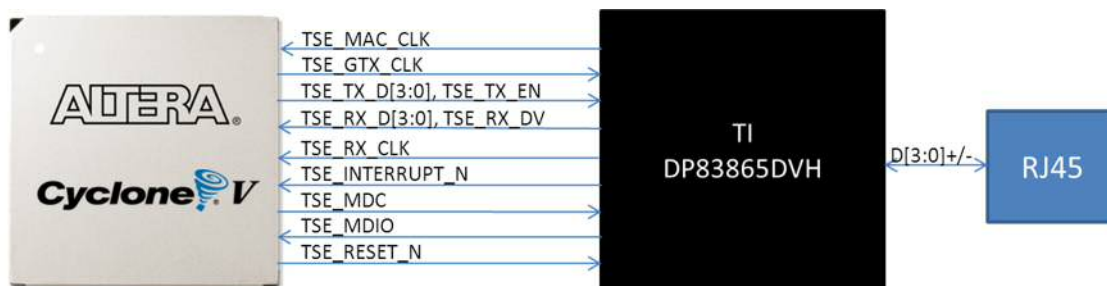 ALTERA®
Cyclone® V
TSE_MAC_CLK
TSE_GTX_CLK
TSE_TX_D[3:0], TSE_TX_EN
TSE_RX_D[3:0], TSE_RX_DV
TSE_RX_CLK
TSE_INTERRUPT_N
TSE_MDC
TSE_MDIO
TSE_RESET_N
TI
DP83865DVH
D[3:0]+/-
RJ45